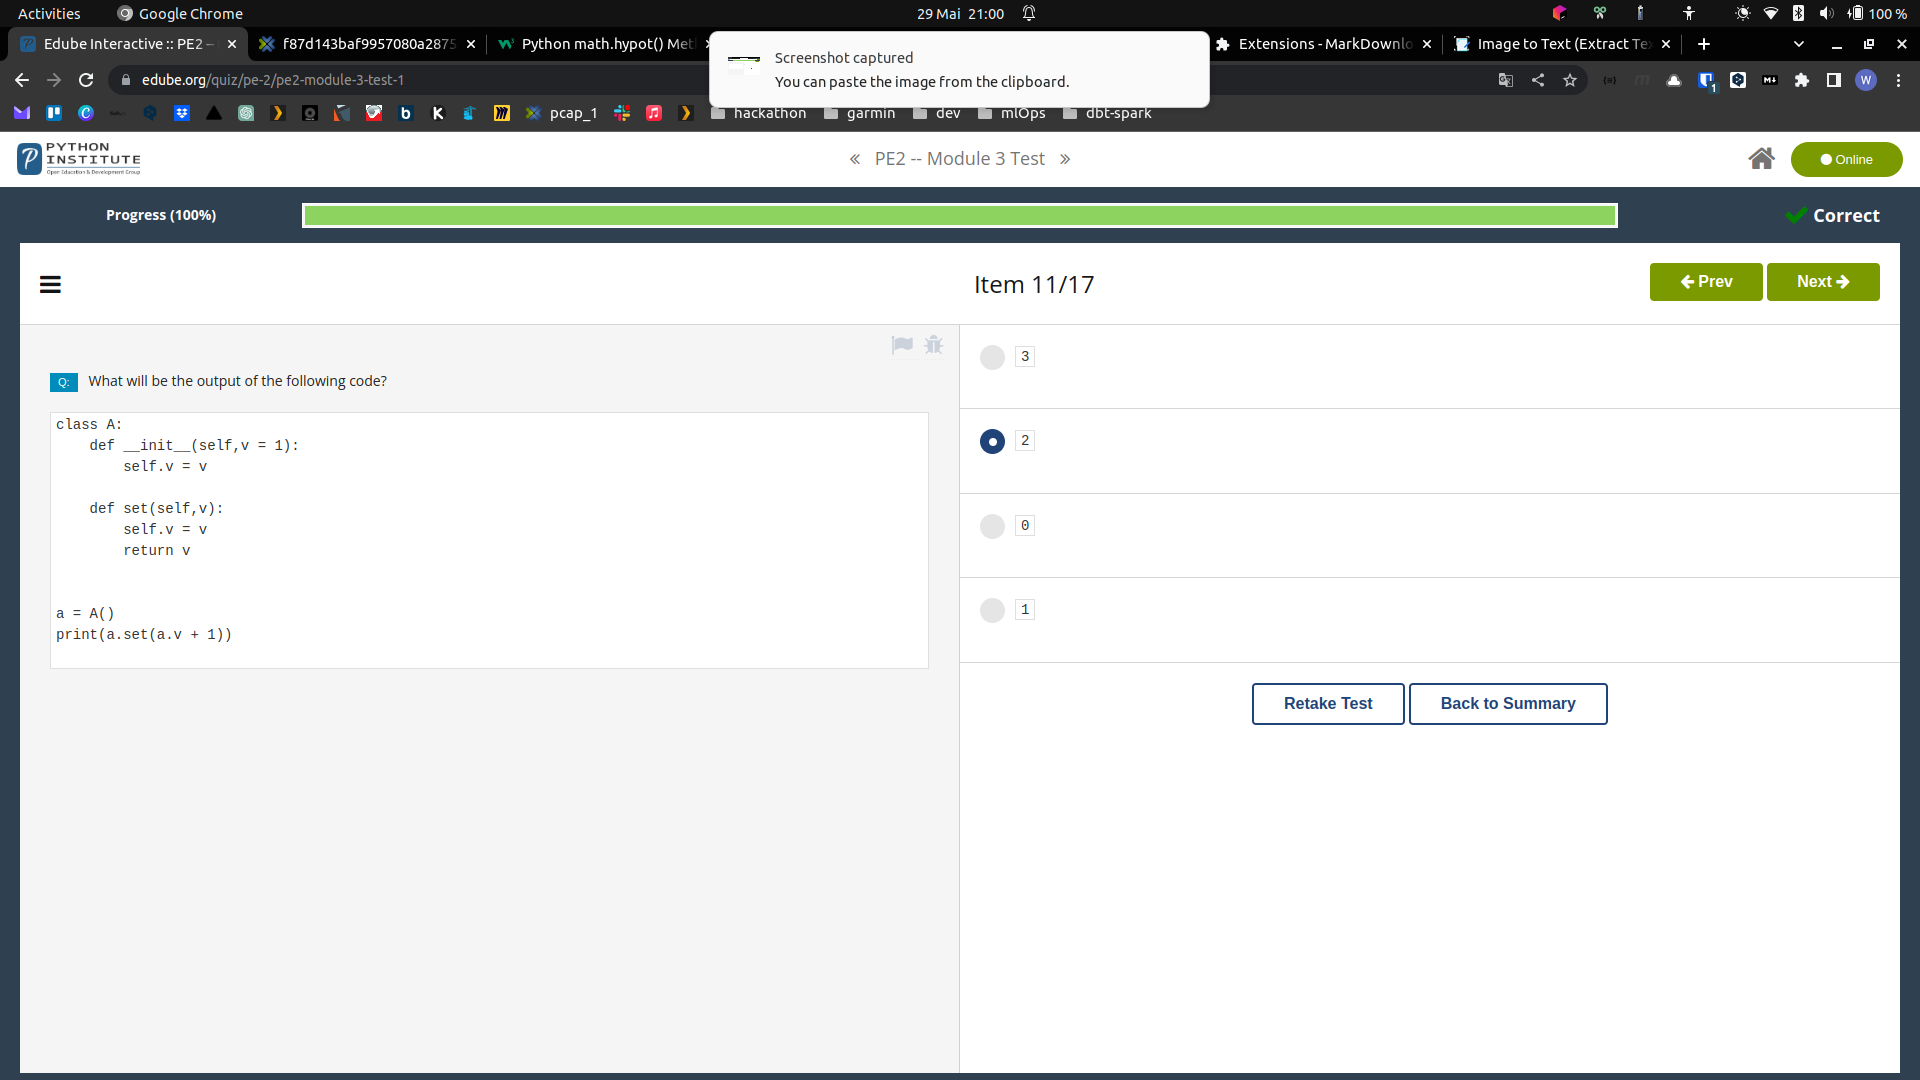 Activities
Google Chrome
29 Mai 21:00
100 %
Edube Interactive :: PE2 –
f87d143baf9957080a2875
Python math.hypot() Met
Extensions - MarkDownlo
Image to Text (Extract Te
Screenshot captured
You can paste the image from the clipboard.
edube.org/quiz/pe-2/pe2-module-3-test-1
1
W
pcap_1
hackathon
garmin
dev
mlOps
dbt-spark
PYTHON
INSTITUTE
Open Education & Development Group
« PE2 -- Module 3 Test »
Online
Progress (100%)
Correct
Item 11/17
Prev
Next
Q: What will be the output of the following code?
class A:
    def __init__(self,v = 1):
        self.v = v
    def set(self,v):
        self.v = v
        return v
a = A()
print(a.set(a.v + 1))
3
2
0
1
Retake Test
Back to Summary